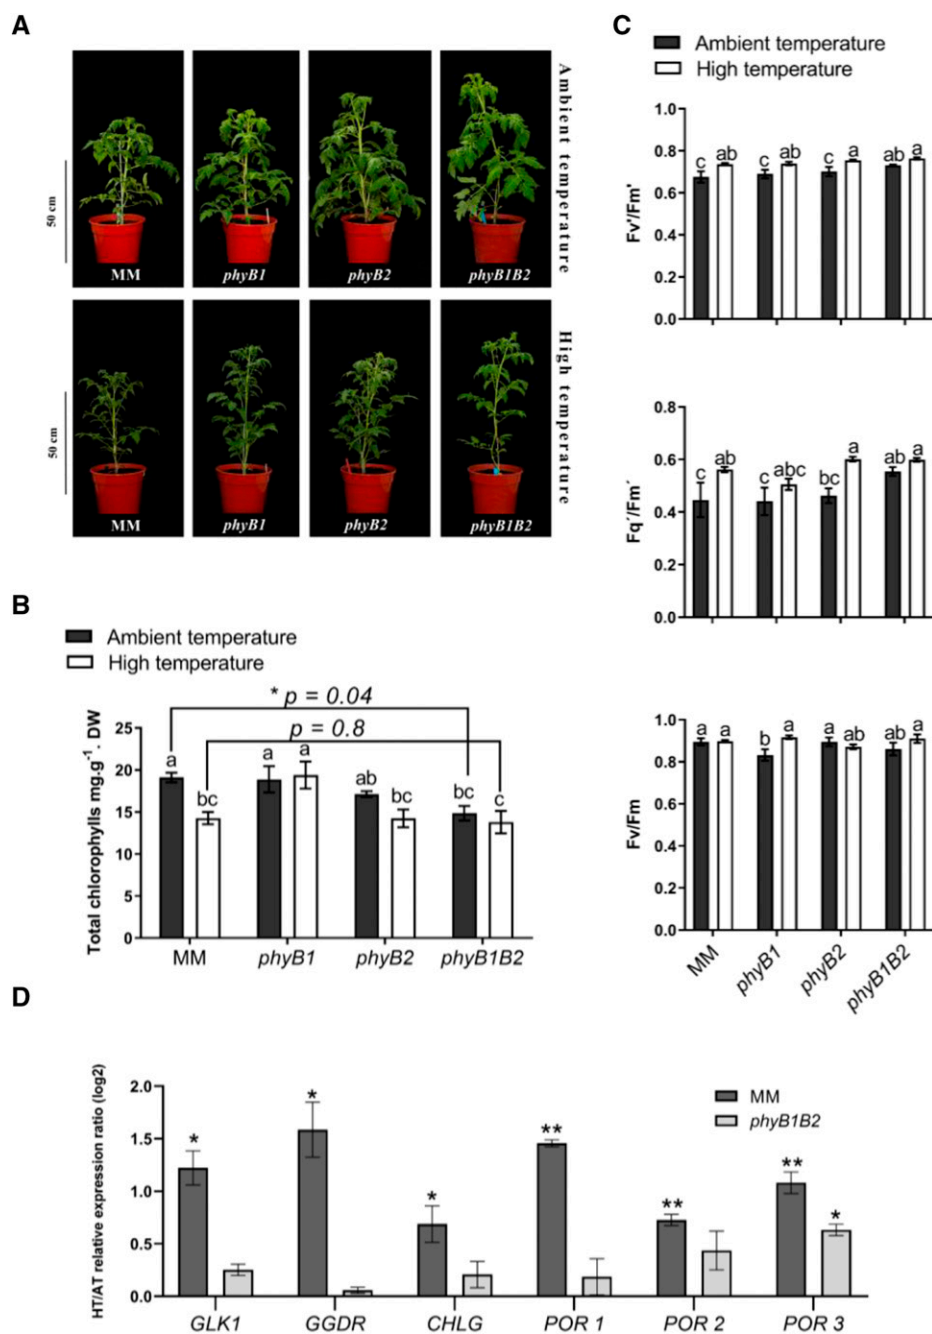 A
Ambient temperature
50 cm
MM
phyB1
phyB2
phyB1B2
High temperature
50 cm
MM
phyB1
phyB2
phyB1B2
B
Ambient temperature
High temperature
* p = 0.04
p = 0.8
Total chlorophylls mg.g-1. DW
25
20
15
10
5
0
a
bc
a
a
ab
bc
bc
c
MM
phyB1
phyB2
phyB1B2
C
Ambient temperature
High temperature
Fv'/Fm'
1.0
0.8
0.6
0.4
0.2
0.0
c
ab
c
ab
c
a
ab
a
Fq´/Fm´
0.8
0.6
0.4
0.2
0.0
c
ab
c
abc
bc
a
ab
a
Fv/Fm
1.0
0.8
0.6
0.4
0.2
0.0
a
a
b
a
a
ab
ab
a
MM
phyB1
phyB2
phyB1B2
D
HT/AT relative expression ratio (log2)
2.0
1.5
1.0
0.5
0.0
MM
phyB1B2
*
*
*
**
**
**
*
GLK1
GGDR
CHLG
POR 1
POR 2
POR 3